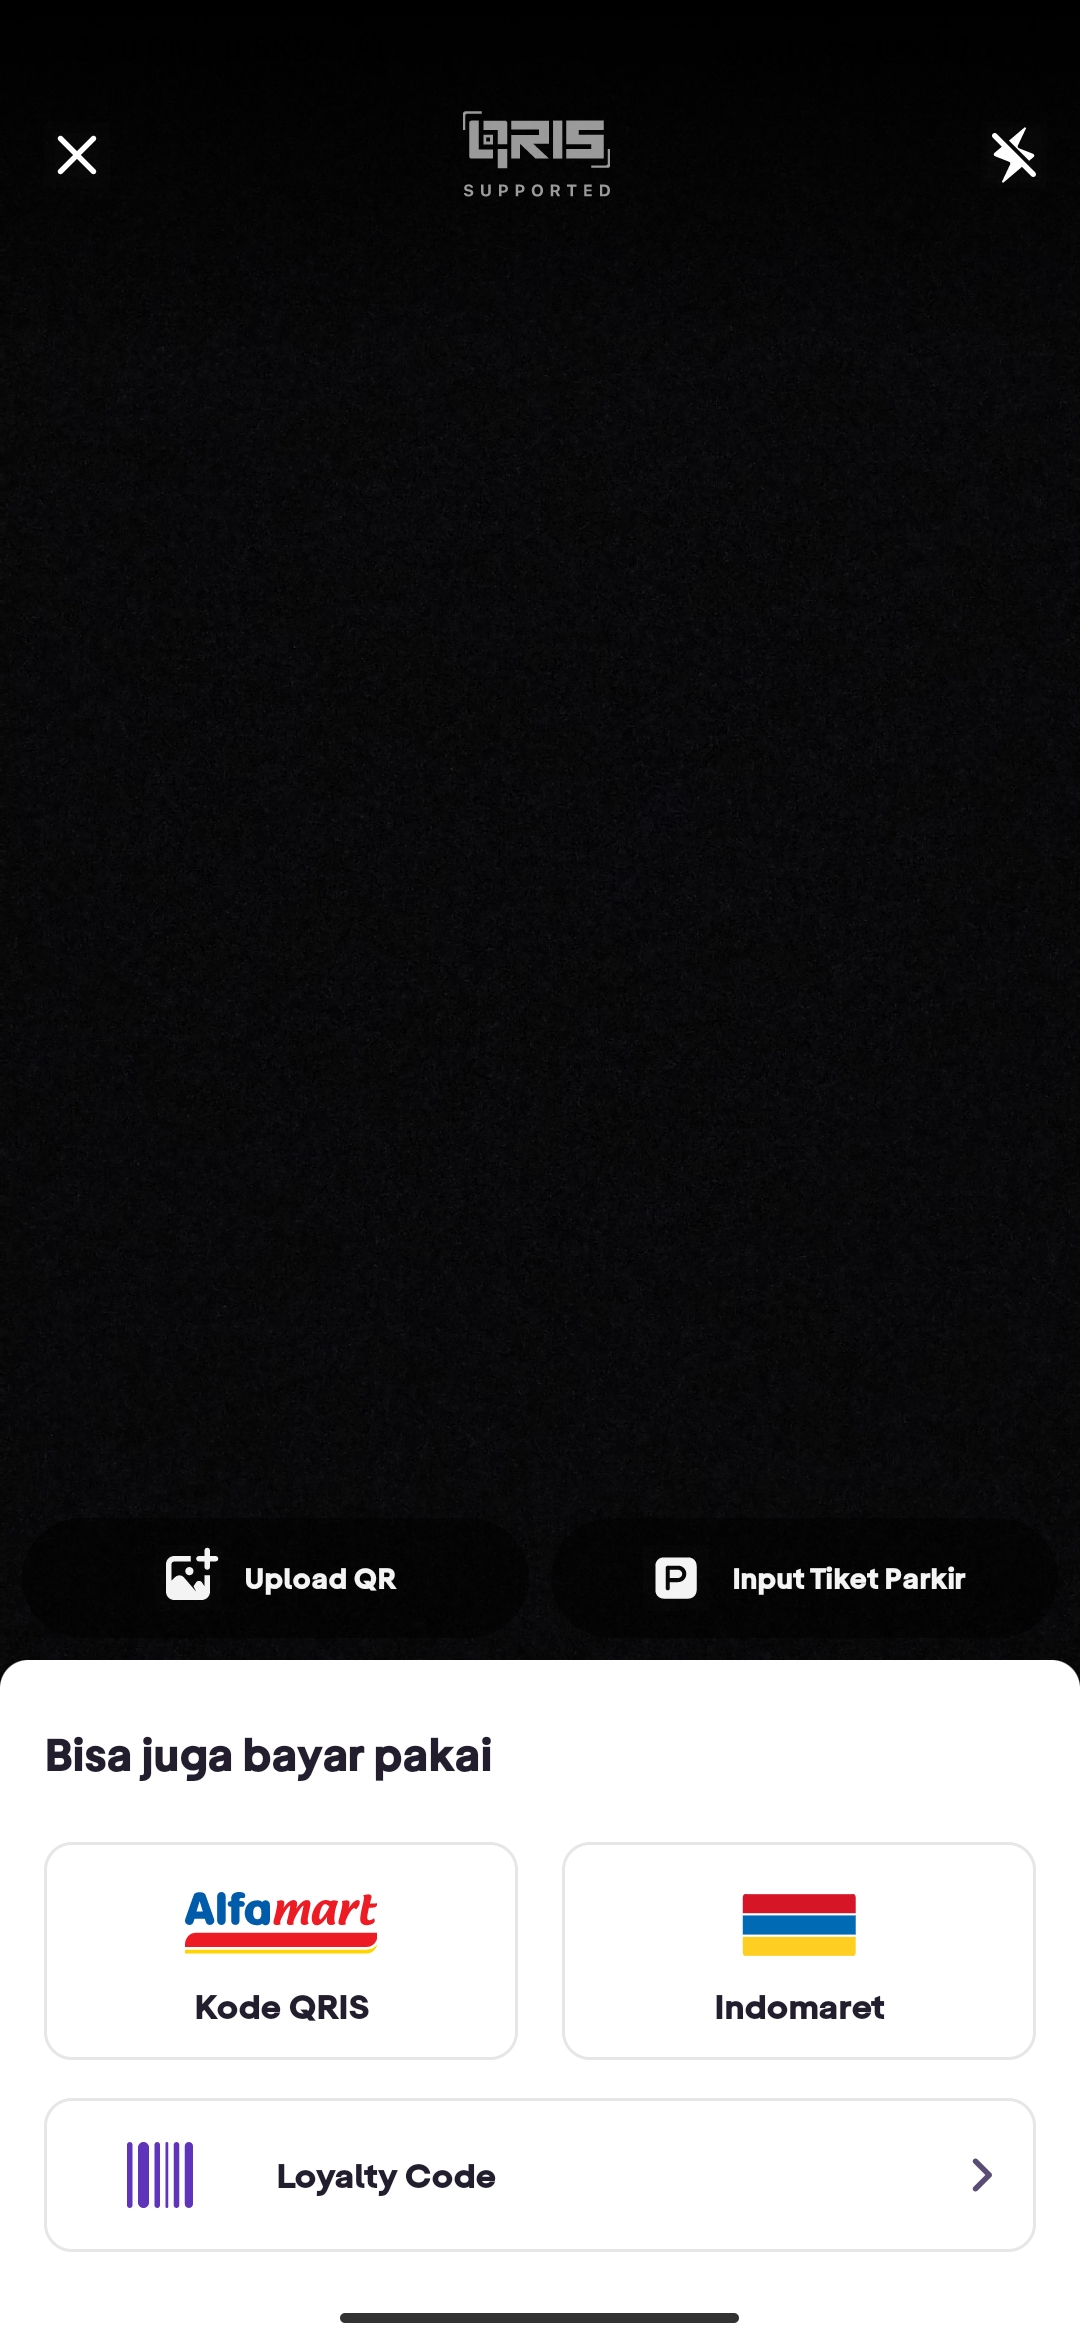 QRIS
SUPPORTED
Upload QR
Input Tiket Parkir
Bisa juga bayar pakai
Alfamart
Kode QRIS
Indomaret
Loyalty Code